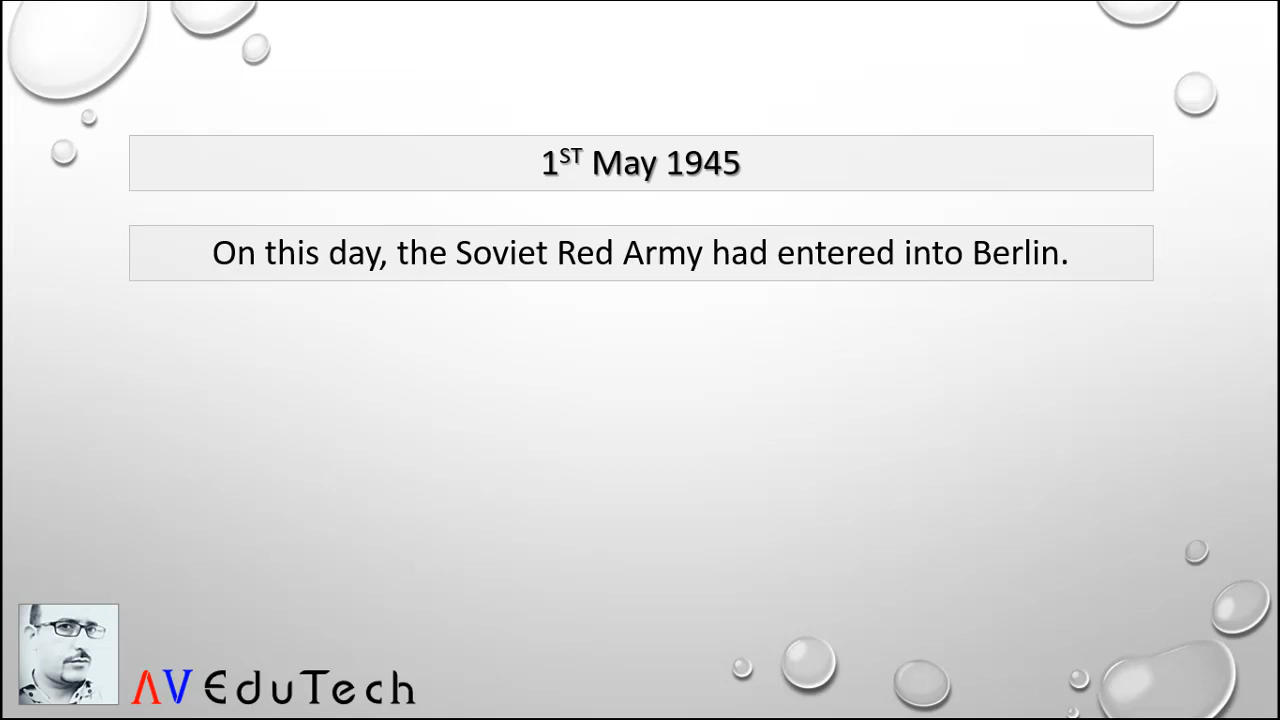 1ST May 1945
On this day, the Soviet Red Army had entered into Berlin.
AV EduTech